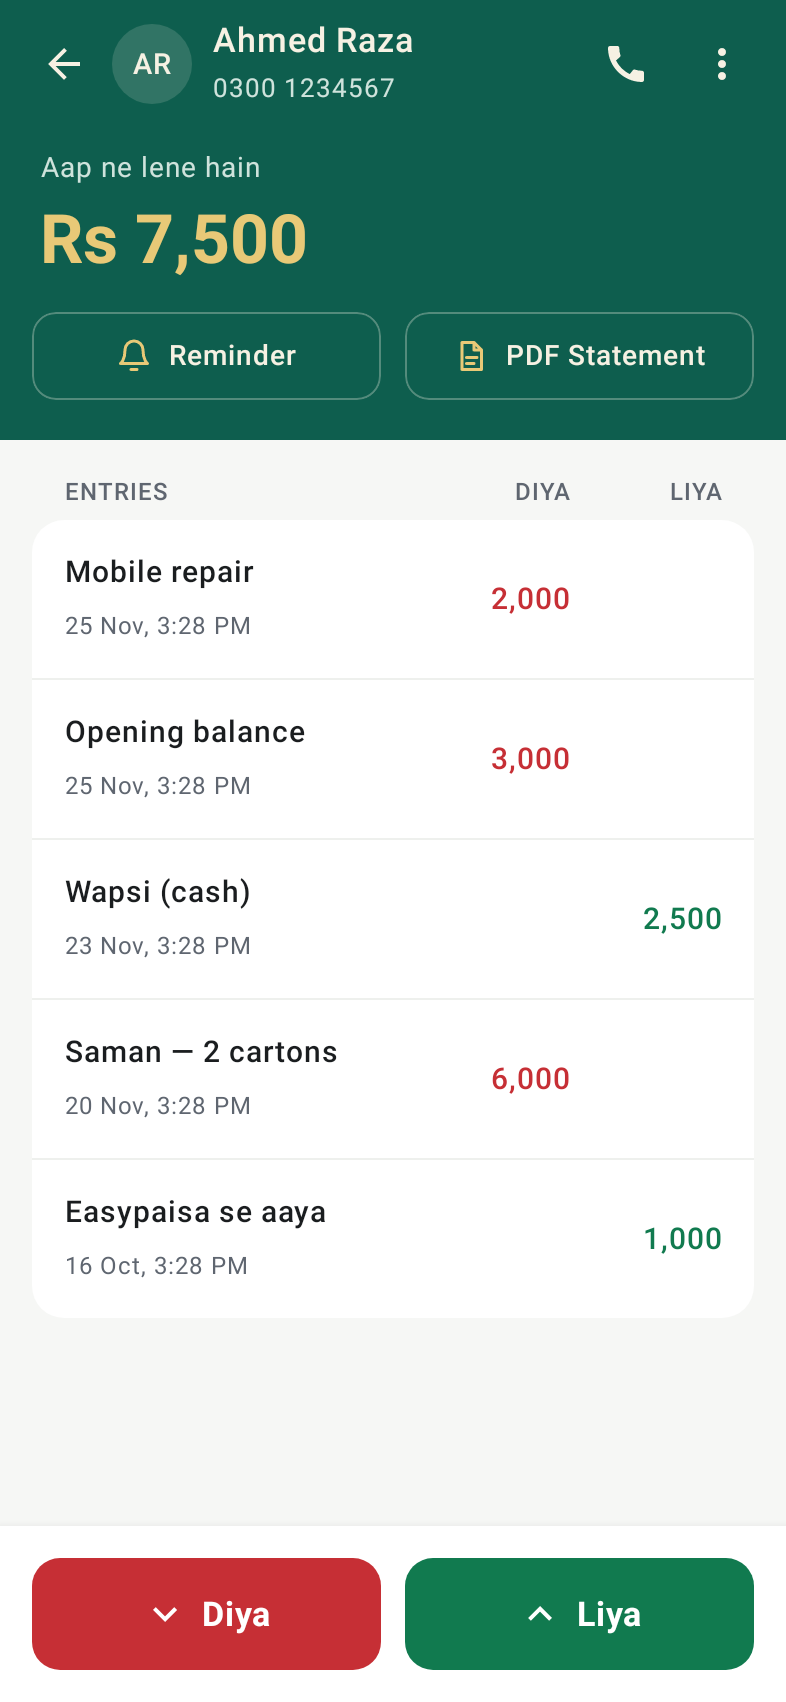 AR
Ahmed Raza
0300 1234567
Aap ne lene hain
Rs 7,500
Reminder
PDF Statement
ENTRIES DIYA LIYA
Mobile repair
2,000
25 Nov, 3:28 PM
Opening balance
3,000
25 Nov, 3:28 PM
Wapsi (cash)
2,500
23 Nov, 3:28 PM
Saman — 2 cartons
6,000
20 Nov, 3:28 PM
Easypaisa se aaya
1,000
16 Oct, 3:28 PM
Diya
Liya